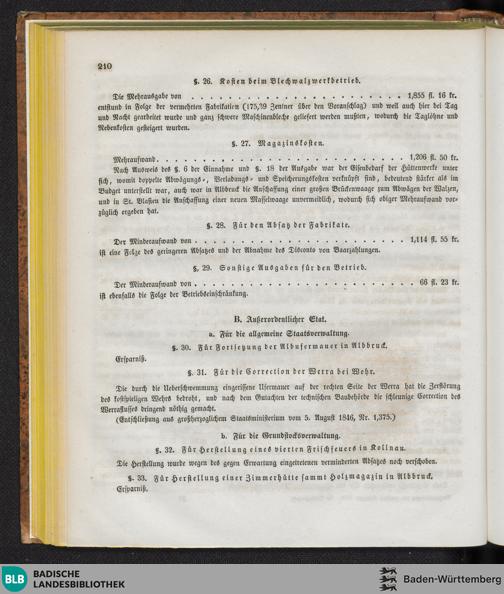 210
§. 26. Kosten beim Blechwalzwerkbetrieb.
Die Mehrausgabe von . . . . . . . . . . . . . . . . . . . . . . . 1,855 fl. 16 kr.
entstund in Folge der vermehrten Fabrikation (175,39 Zentner über den Voranschlag) und weil auch hier bei Tag
und Nacht gearbeitet wurde und ganz schwere Maschinenbleche geliefert werden mußten, wodurch die Taglöhne und
Nebenkosten gesteigert wurden.
§. 27. Magazinskosten.
Mehraufwand . . . . . . . . . . . . . . . . . . . . . . . . . 1,206 fl. 50 kr.
Nach Ausweis des §. 6 der Einnahme und §. 18 der Ausgabe war der Eisenbedarf der Hüttenwerke unter
sich, womit doppelte Abwägungs-, Verladungs- und Speicherungskosten verknüpft sind, bedeutend stärker als im
Budget unterstellt war, auch war in Albbruck die Anschaffung einer großen Brückenwaage zum Abwägen der Walzen,
und in St. Blasien die Anschaffung einer neuen Masselwaage unvermeidlich, wodurch sich obiger Mehraufwand vor-
züglich ergeben hat.
§. 28. Für den Absatz der Fabrikate.
Der Minderaufwand von . . . . . . . . . . . . . . . . . . . . . 1,114 fl. 55 kr.
ist eine Folge des geringeren Absatzes und der Abnahme des Disconto von Baarzahlungen.
§. 29. Sonstige Ausgaben für den Betrieb.
Der Minderaufwand von . . . . . . . . . . . . . . . . . . . . . 66 fl. 23 kr.
ist ebenfalls die Folge der Betriebseinschränkung.
B. Außerordentlicher Etat.
a. Für die allgemeine Staatsverwaltung.
§. 30. Für Fortsetzung der Albufermauer in Albbruck.
Ersparniß.
§. 31. Für die Correction der Werra bei Wehr.
Die durch die Ueberschwemmung eingerissene Ufermauer auf der rechten Seite der Werra hat die Zerstörung
des kostspieligen Wehres bedroht, und nach dem Gutachten der technischen Baubehörde die schleunige Correction des
Werraflusses dringend nöthig gemacht.
(Entschließung aus großherzoglichem Staatsministerium vom 5. August 1846, Nr. 1,375.)
b. Für die Grundstocksverwaltung.
§. 32. Für Herstellung eines vierten Frischfeuers in Kollnau.
Die Herstellung wurde wegen des gegen Erwartung eingetretenen verminderten Absatzes noch verschoben.
§. 33. Für Herstellung einer Zimmerhütte sammt Holzmagazin in Albbruck.
Ersparniß.
BLB BADISCHE
LANDESBIBLIOTHEK
Baden-Württemberg